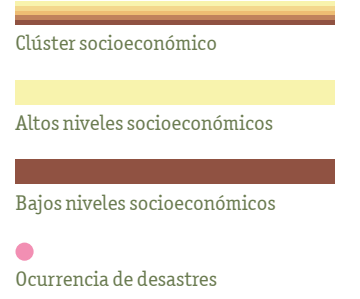 Clúster socioeconómico
Altos niveles socioeconómicos
Bajos niveles socioeconómicos
Ocurrencia de desastres